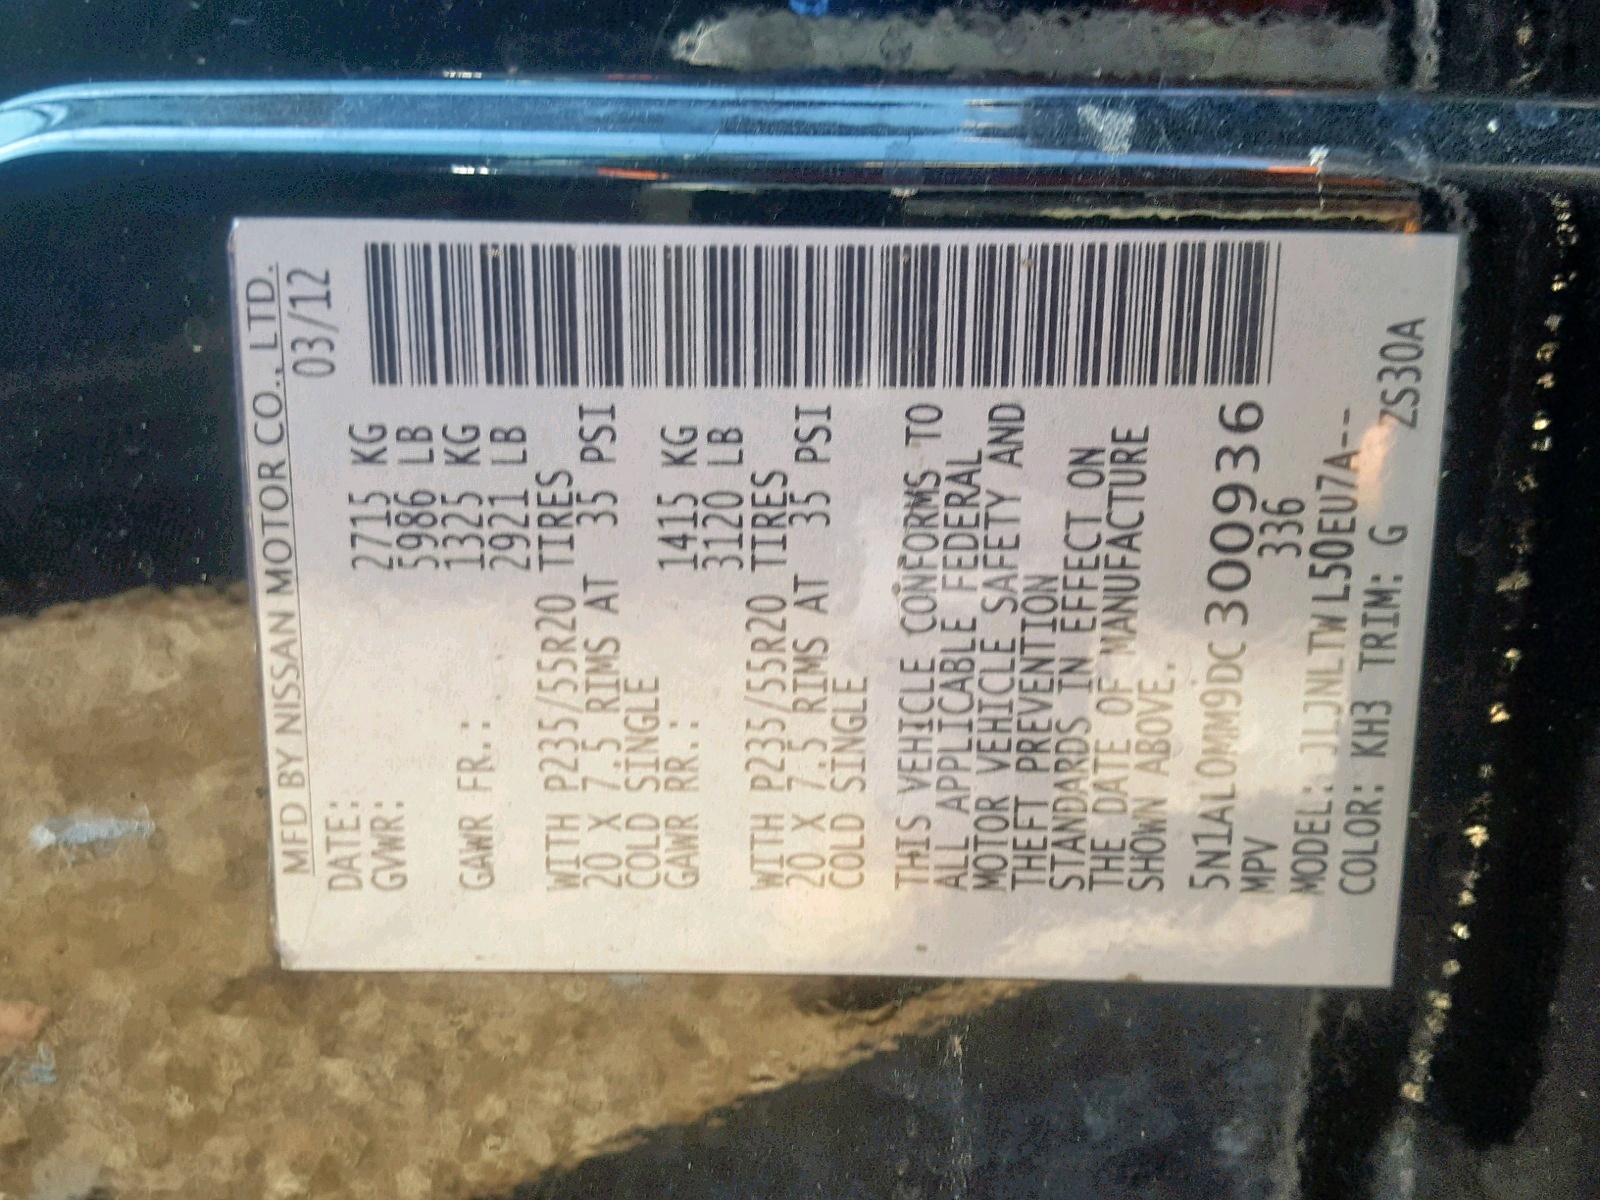 MFD BY NISSAN MOTOR CO., LTD.
DATE: 03/12
GVWR: 2715 KG
5986 LB
GAWR FR.: 1325 KG
2921 LB
WITH P235/55R20 TIRES
20 X 7.5 RIMS AT 35 PSI
COLD SINGLE
GAWR RR.: 1415 KG
3120 LB
WITH P235/55R20 TIRES
20 X 7.5 RIMS AT 35 PSI
COLD SINGLE
THIS VEHICLE CONFORMS TO
ALL APPLICABLE FEDERAL
MOTOR VEHICLE SAFETY AND
THEFT PREVENTION
STANDARDS IN EFFECT ON
THE DATE OF MANUFACTURE
SHOWN ABOVE.
5N1AL0MM9DC300936
MPV 336
MODEL: JLJNLTWL50EU7A--
COLOR: KH3 TRIM: G ZS30A